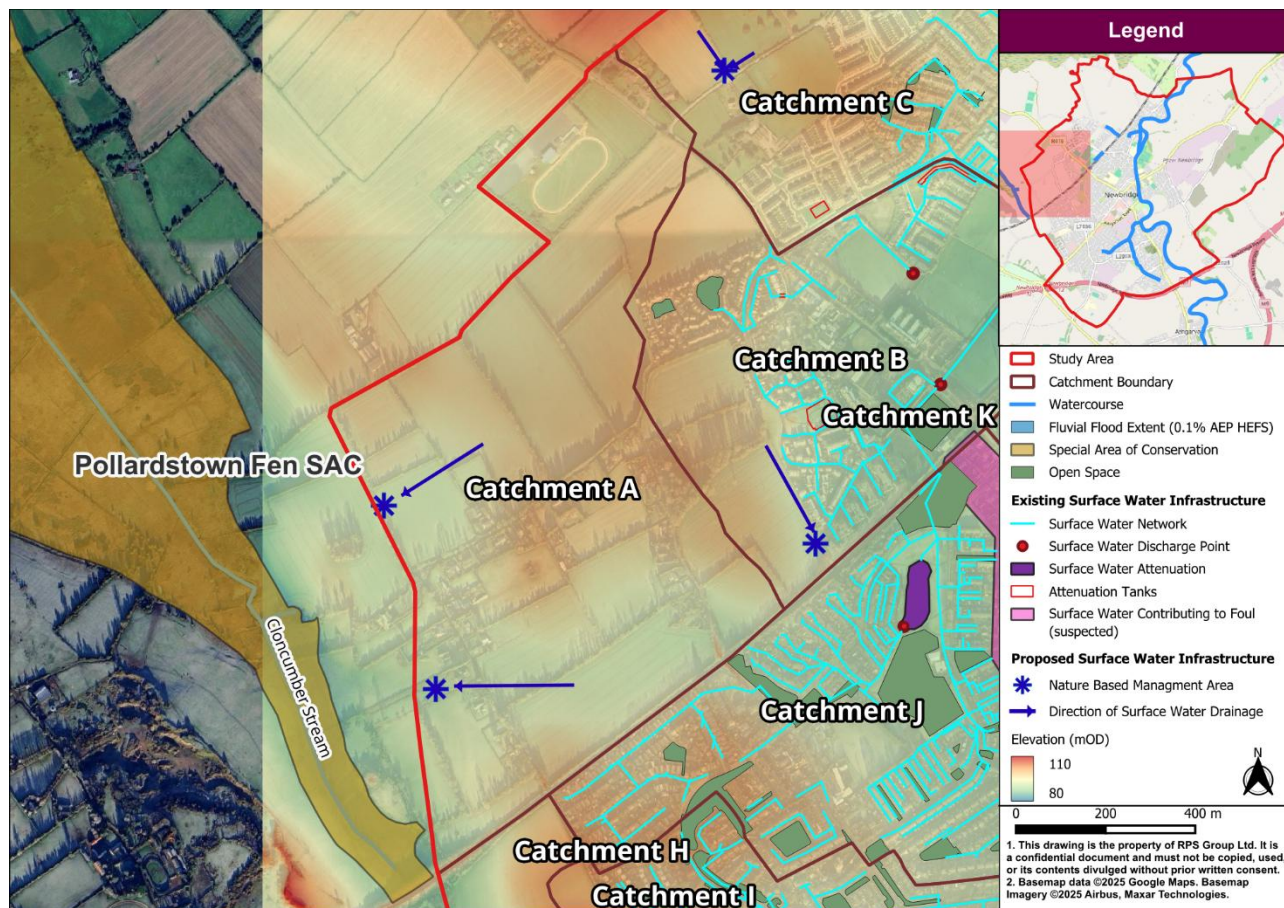 Catchment C
Catchment B
Catchment K
Pollardstown Fen SAC
Catchment A
Catchment J
Cloncumber Stream
Catchment H
Catchment I
Legend
Newbridge
Study Area
Catchment Boundary
Watercourse
Fluvial Flood Extent (0.1% AEP HEFS)
Special Area of Conservation
Open Space
Existing Surface Water Infrastructure
Surface Water Network
Surface Water Discharge Point
Surface Water Attenuation
Attenuation Tanks
Surface Water Contributing to Foul
(suspected)
Proposed Surface Water Infrastructure
Nature Based Managment Area
Direction of Surface Water Drainage
Elevation (mOD)
110
80
N
0 200 400 m
1. This drawing is the property of RPS Group Ltd. It is
a confidential document and must not be copied, used,
or its contents divulged without prior written consent.
2. Basemap data ©2025 Google Maps. Basemap
Imagery ©2025 Airbus, Maxar Technologies.